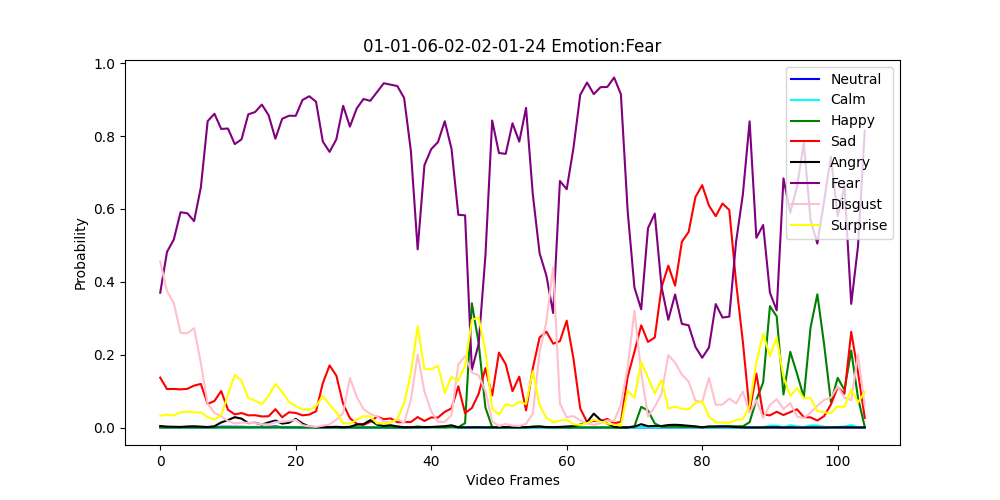 01-01-06-02-02-01-24 Emotion:Fear
Probability
1.0
0.8
0.6
0.4
0.2
0.0
0
20
40
60
80
100
Video Frames
Neutral
Calm
Happy
Sad
Angry
Fear
Disgust
Surprise